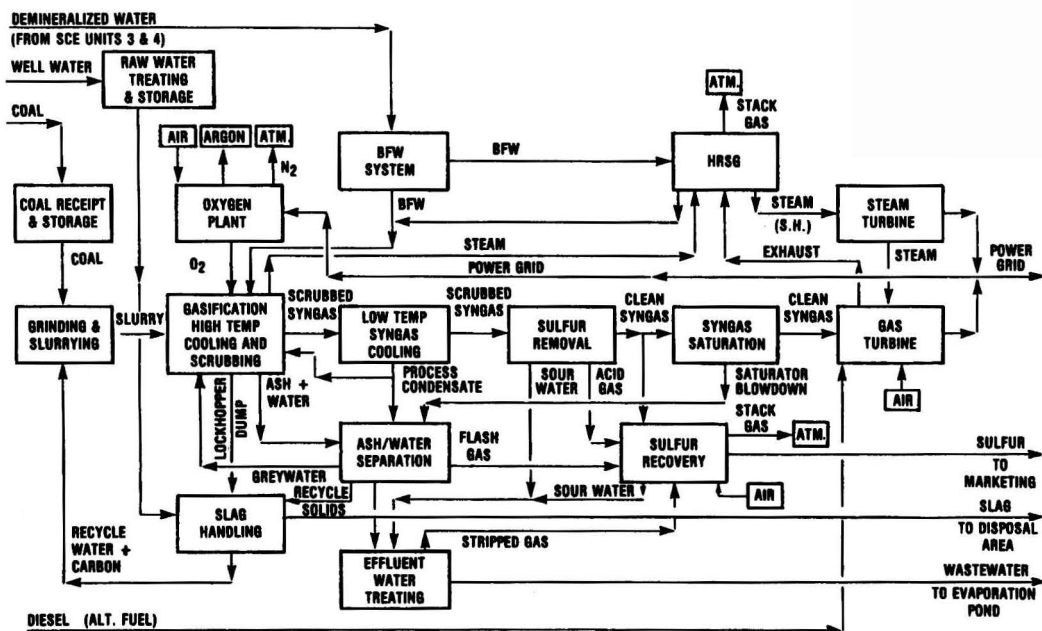 DEMINERALIZED WATER
(FROM SCE UNITS 3 & 4)
WELL WATER
RAW WATER
TREATING
& STORAGE
COAL
AIR
ARGON
ATM.
N2
ATM.
STACK
GAS
BFW
SYSTEM
BFW
HRSG
BFW
COAL RECEIPT
& STORAGE
OXYGEN
PLANT
STEAM
(S.H.)
STEAM
TURBINE
COAL
O2
STEAM
POWER GRID
EXHAUST
STEAM
POWER
GRID
GRINDING &
SLURRYING
SLURRY
GASIFICATION
HIGH TEMP
COOLING AND
SCRUBBING
SCRUBBED
SYNGAS
LOW TEMP
SYNGAS
COOLING
SCRUBBED
SYNGAS
SULFUR
REMOVAL
CLEAN
SYNGAS
SYNGAS
SATURATION
CLEAN
SYNGAS
GAS
TURBINE
LOCKHOPPER
DUMP
ASH +
WATER
PROCESS
CONDENSATE
SOUR
WATER
ACID
GAS
SATURATOR
BLOWDOWN
AIR
ASH/WATER
SEPARATION
FLASH
GAS
SULFUR
RECOVERY
STACK
GAS
ATM.
SULFUR
TO
MARKETING
GREYWATER
RECYCLE
SOLIDS
SOUR WATER
AIR
SLAG
HANDLING
SLAG
TO DISPOSAL
AREA
RECYCLE
WATER +
CARBON
STRIPPED GAS
EFFLUENT
WATER
TREATING
WASTEWATER
TO EVAPORATION
POND
DIESEL (ALT. FUEL)